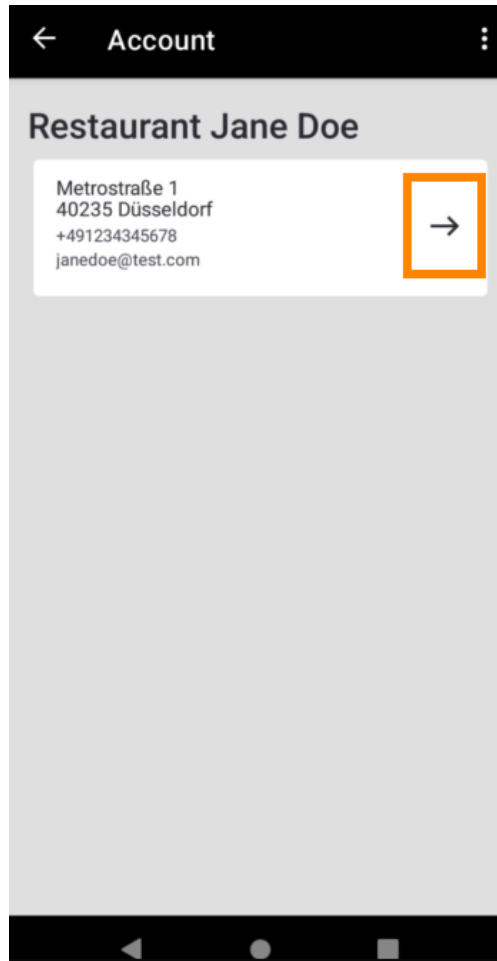 Account
Restaurant Jane Doe
Metrostraße 1
40235 Düsseldorf
+491234345678
janedoe@test.com